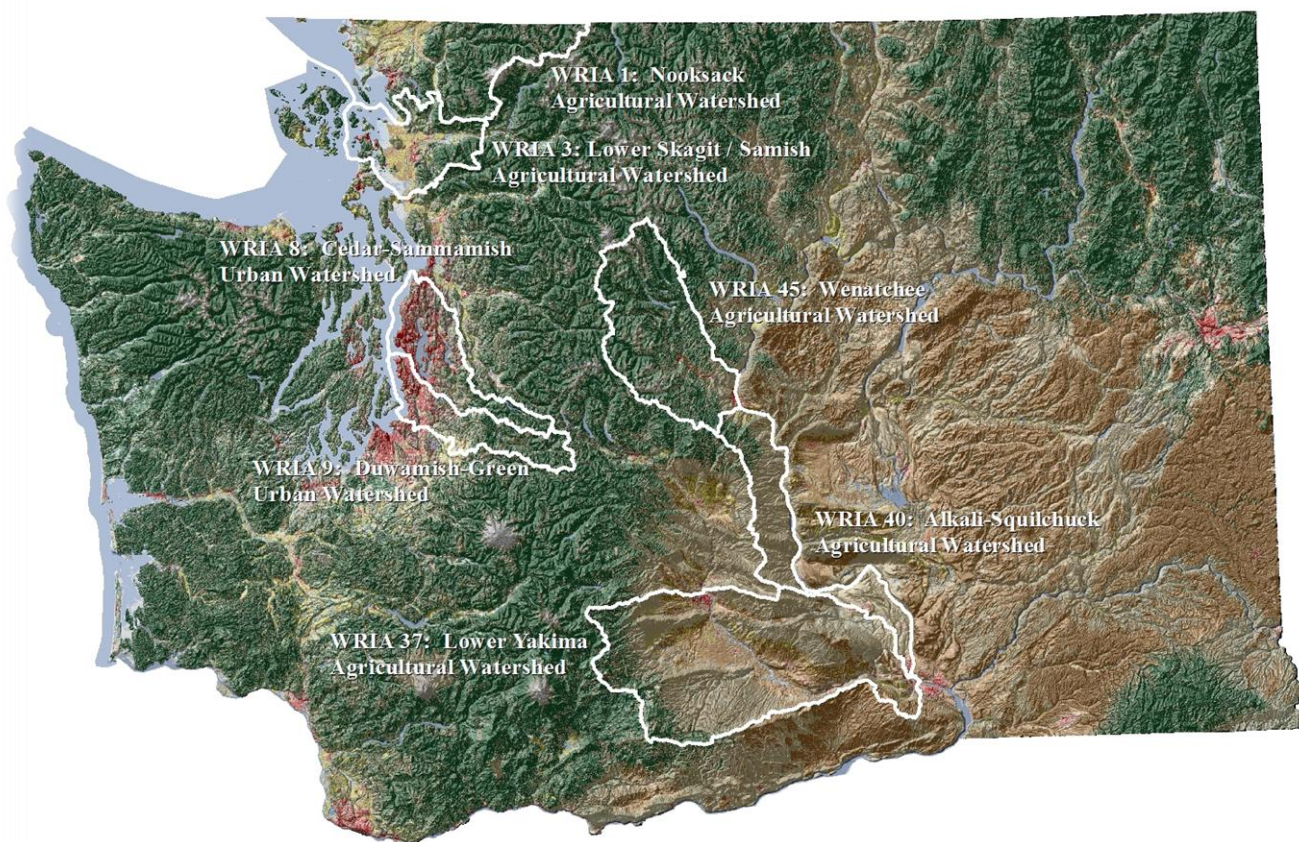 WRIA 1: Nooksack
Agricultural Watershed
WRIA 3: Lower Skagit / Samish
Agricultural Watershed
WRIA 8: Cedar-Sammamish
Urban Watershed
WRIA 45: Wenatchee
Agricultural Watershed
WRIA 9: Duwamish-Green
Urban Watershed
WRIA 40: Alkali-Squilchuck
Agricultural Watershed
WRIA 37: Lower Yakima
Agricultural Watershed